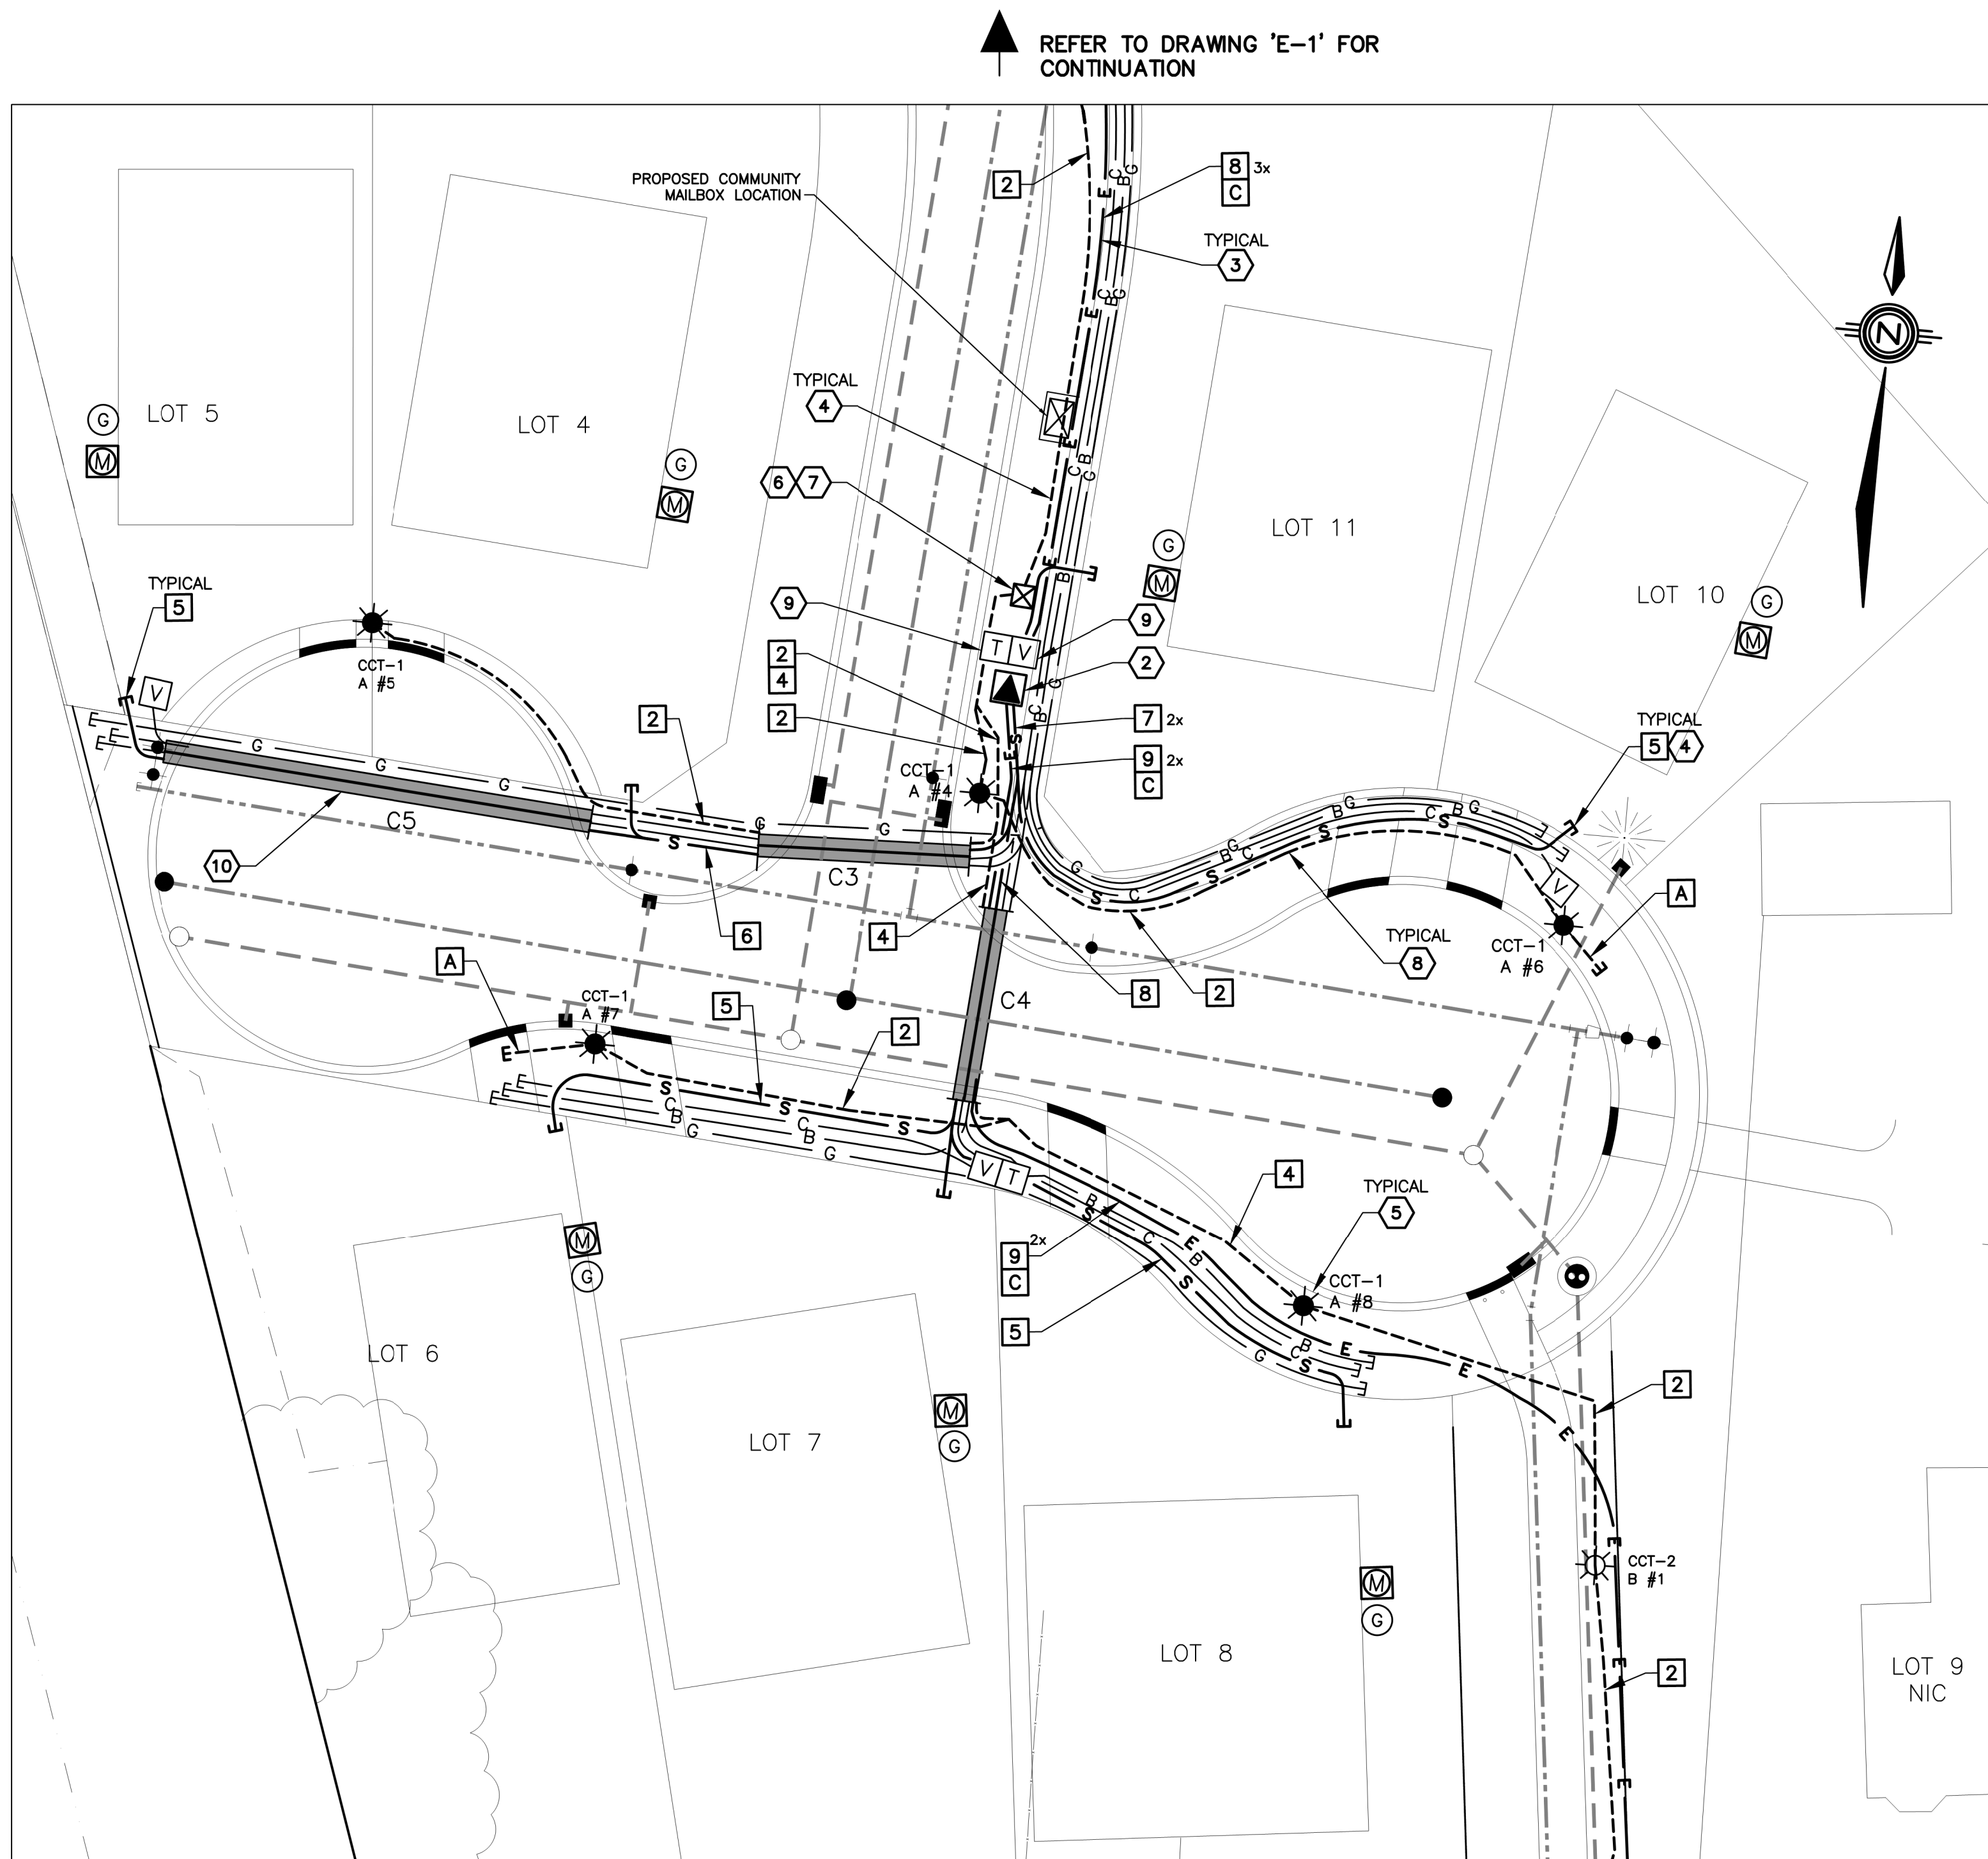 REFER TO DRAWING 'E-1' FOR
CONTINUATION
PROPOSED COMMUNITY
MAILBOX LOCATION
2
8 3x
C
TYPICAL
3
C
B
G
E
C
B
G
E
N
LOT 5
G
M
LOT 4
G
M
TYPICAL
4
6 7
E
C
B
G
LOT 11
G
M
LOT 10
G
M
E
B
TYPICAL
5
CCT-1
A #5
V
9
T V
9
2
4
2
2
G
7 2x
9 2x
C
C
B
S
E
2
TYPICAL
5 4
E
E
E
G
G
G
C5
CCT-1
A #4
G
G
S
C3
10
6
4
G
S
C
B
G
C
S
B
G
S
C
B
G
S
V
A
CCT-1
A #6
E
TYPICAL
8
8
2
C4
A
CCT-1
A #7
5
2
E
E
E
S
C
B
G
S
C
B
G
S
V T
4
TYPICAL
5
B
S
C
E
B
S
9 2x
C
5
CCT-1
A #8
E
B
C
S
G
E
E
2
E
CCT-2
B #1
E
E
2
E
M
G
LOT 6
LOT 7
M
G
LOT 8
M
G
LOT 9
NIC